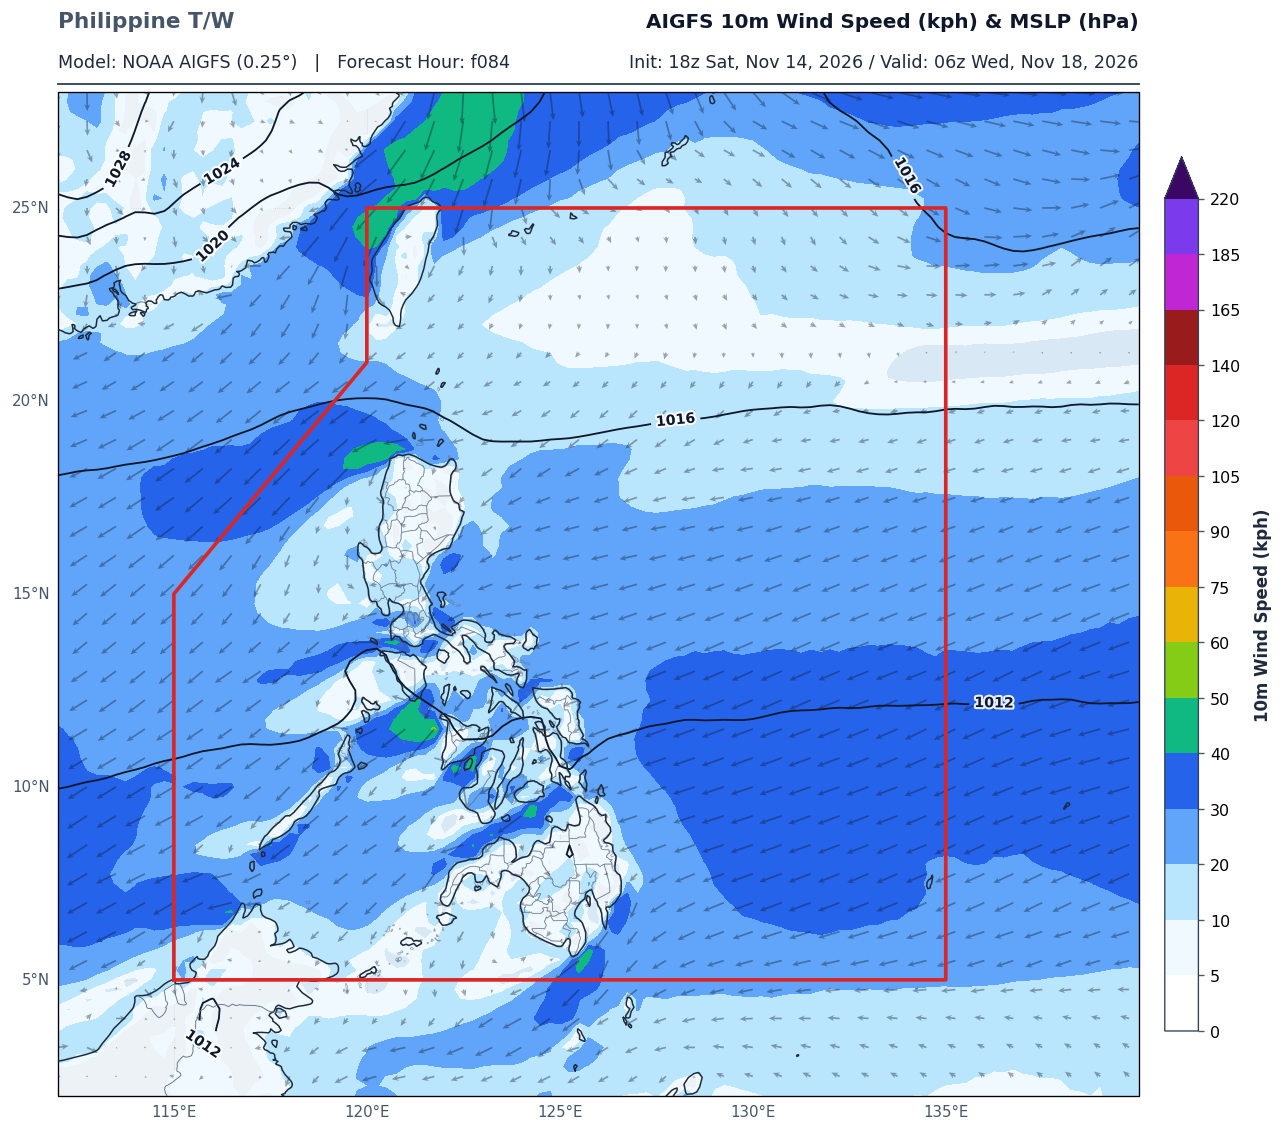 Philippine T/W
AIGFS 10m Wind Speed (kph) & MSLP (hPa)
Model: NOAA AIGFS (0.25°)   |   Forecast Hour: f084
Init: 18z Sat, Nov 14, 2026 / Valid: 06z Wed, Nov 18, 2026
1028
1024
1020
1016
1016
1012
1012
25°N
20°N
15°N
10°N
5°N
115°E
120°E
125°E
130°E
135°E
220
185
165
140
120
105
90
75
60
50
40
30
20
10
5
0
10m Wind Speed (kph)